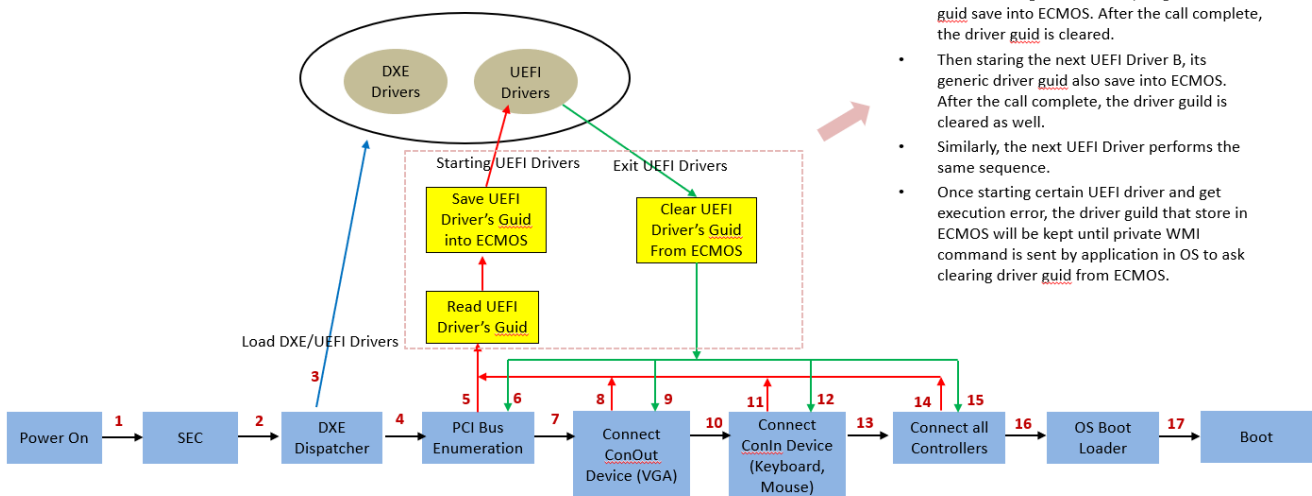 guid save into ECMOS. After the call complete,
the driver guid is cleared.
• Then staring the next UEFI Driver B, its
generic driver guid also save into ECMOS.
After the call complete, the driver guild is
cleared as well.
• Similarly, the next UEFI Driver performs the
same sequence.
• Once starting certain UEFI driver and get
execution error, the driver guild that store in
ECMOS will be kept until private WMI
command is sent by application in OS to ask
clearing driver guid from ECMOS.
DXE
Drivers
UEFI
Drivers
Starting UEFI Drivers
Exit UEFI Drivers
Save UEFI
Driver's Guid
into ECMOS
Clear UEFI
Driver's Guid
From ECMOS
Read UEFI
Driver's Guid
Load DXE/UEFI Drivers
3
5
6
8
9
11
12
14
15
1
2
4
7
10
13
16
17
Power On
SEC
DXE
Dispatcher
PCI Bus
Enumeration
Connect
ConOut
Device (VGA)
Connect
ConIn Device
(Keyboard,
Mouse)
Connect all
Controllers
OS Boot
Loader
Boot